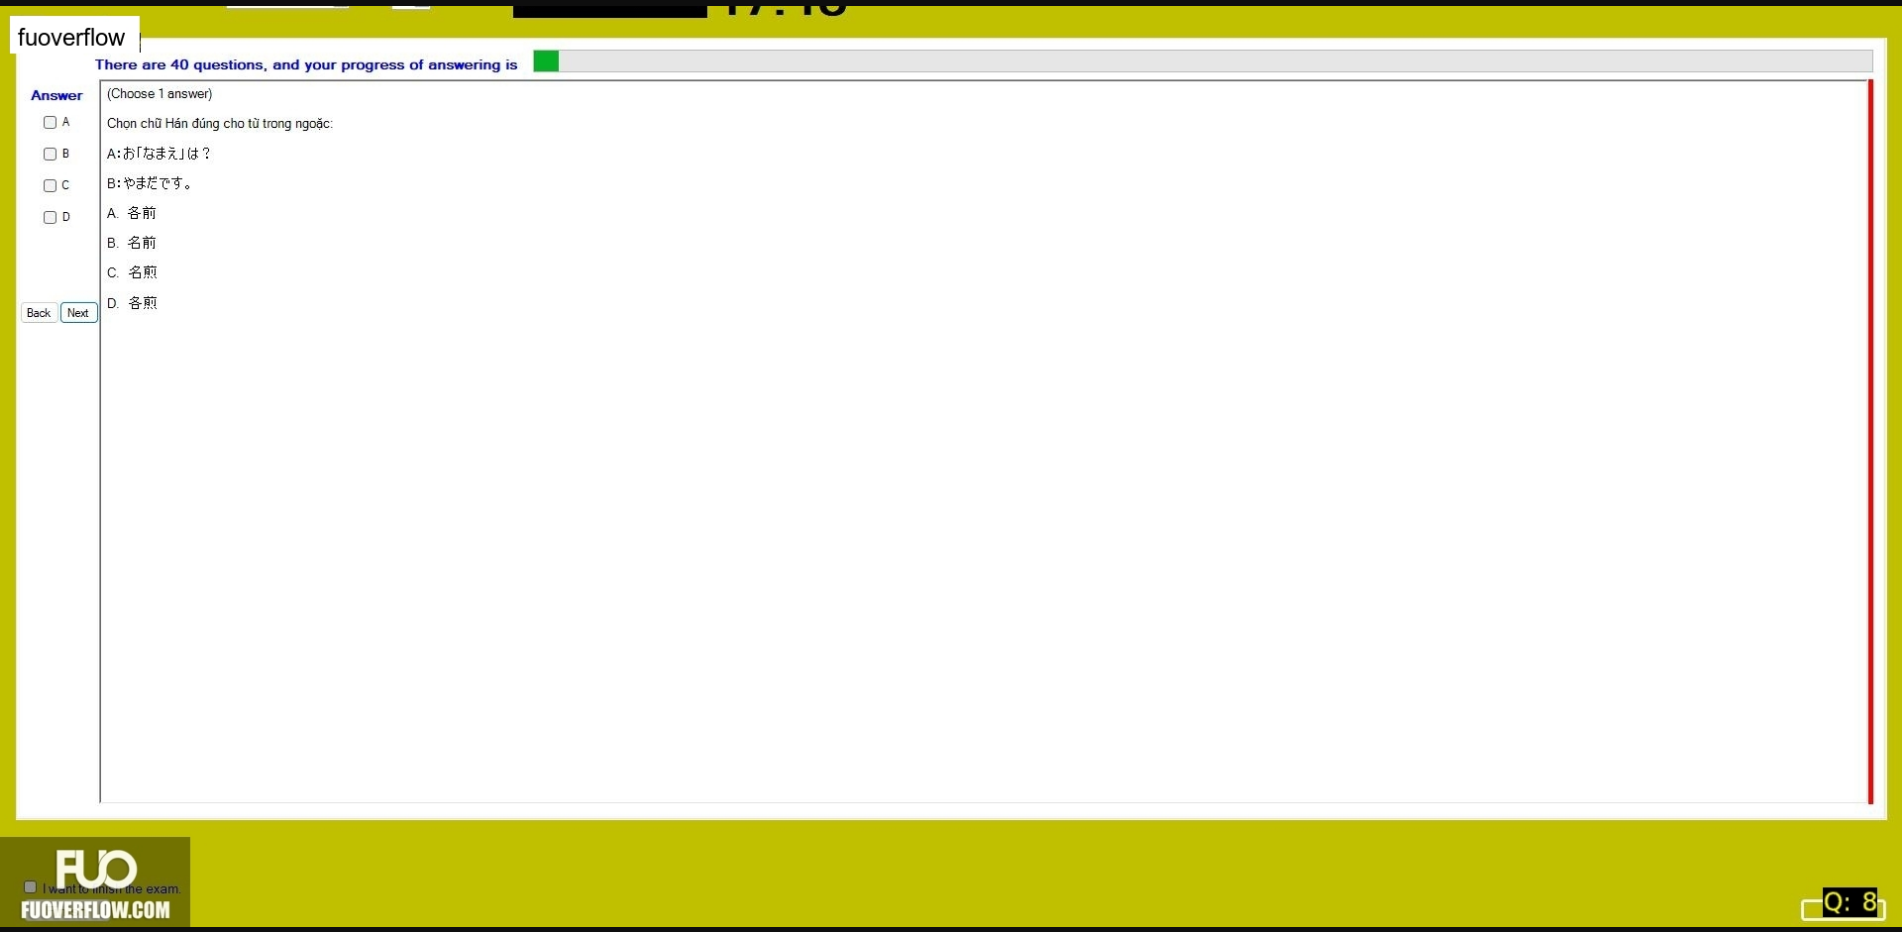 fuoverflow
There are 40 questions, and your progress of answering is
Answer
A
B
C
D
Back Next
(Choose 1 answer)
Chọn chữ Hán đúng cho từ trong ngoặc:
A:お「なまえ」は？
B:やまだです。
A. 各前
B. 名前
C. 名煎
D. 各煎
FUO
I want to finish the exam.
FUOVERFLOW.COM
Q: 8